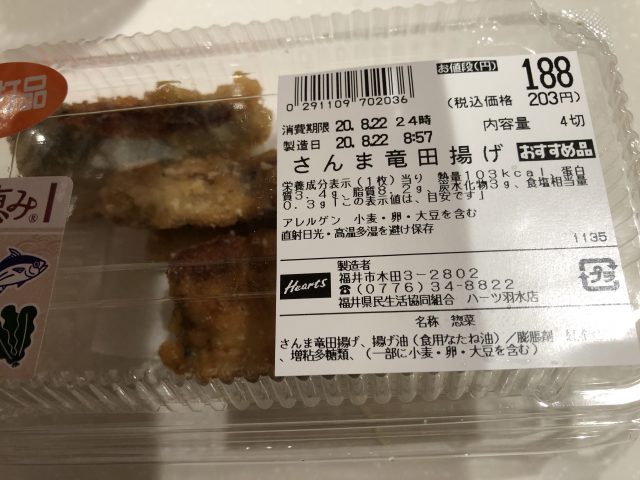 品
恵み®
0 291109 702036
お値段(円) 188
(税込価格 203円)
消費期限 20.8.22 24時
製造日 20.8.22 8:57
内容量 4切
さんま竜田揚げ おすすめ品
栄養成分表示(1枚)当り 熱量103kcal、蛋白
質3.4g、脂質8.2g、炭水化物3g、食塩相当量
0.3g[この表示値は、目安です]
アレルゲン 小麦・卵・大豆を含む
直射日光・高温多湿を避け保存
1135
Hearts
製造者
福井市木田3-2802
☎(0776)34-8822
福井県民生活協同組合 ハーツ羽水店
プラ
名称 惣菜
さんま竜田揚げ、揚げ油(食用なたね油)/膨脹剤
、増粘多糖類、(一部に小麦・卵・大豆を含む)